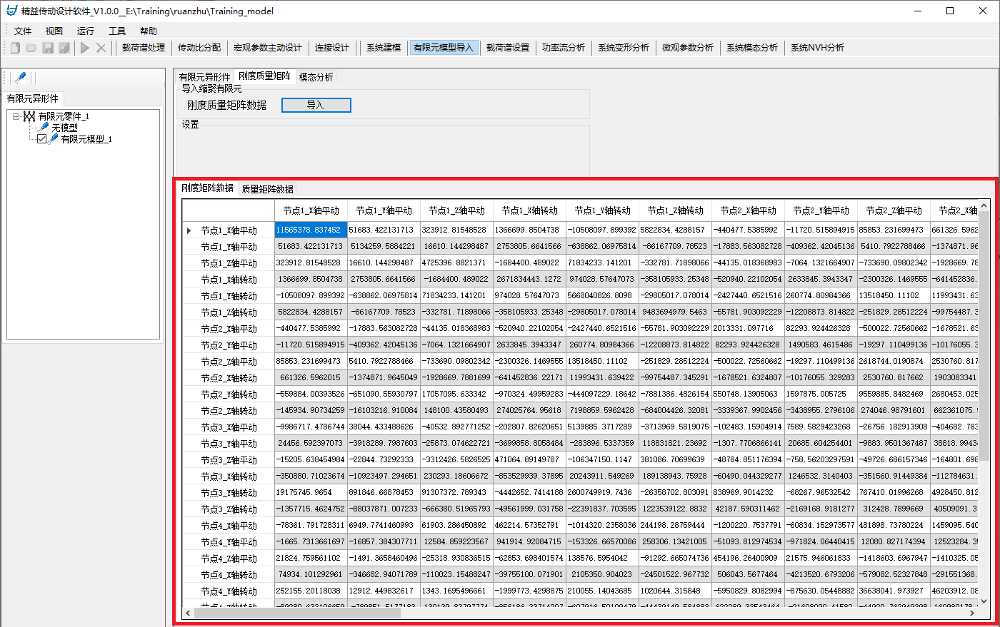 精益传动设计软件_V1.0.0__E:\Training\ruanzhu\Training_model
文件 视图 运行 工具 帮助
载荷谱处理 传动比分配 宏观参数主动设计 连接设计 系统建模 有限元模型导入 载荷谱设置 功率流分析 系统变形分析 微观参数分析 系统模态分析 系统NVH分析
有限元异形件
有限元零件_1
无模型
有限元模型_1
有限元异形件 刚度质量矩阵 模态分析
导入缩聚有限元
刚度质量矩阵数据 导入
设置
刚度矩阵数据 质量矩阵数据
节点1_X轴平动 节点1_Y轴平动 节点1_Z轴平动 节点1_X轴转动 节点1_Y轴转动 节点1_Z轴转动 节点2_X轴平动 节点2_Y轴平动 节点2_Z轴平动 节点2_X轴
节点1_X轴平动 11565378.837452 51683.422131713 323912.81548528 1366699.8504738 -10508097.899392 5822834.4288157 -440477.5385992 -11720.515894915 85853.231699473 661326.5962
节点1_Y轴平动 51683.422131713 5134259.5884221 16610.144298487 2753805.6641566 -638862.06975814 -86167709.78523 -17883.563082728 -409362.42045136 5410.7922788466 -1374871.96
节点1_Z轴平动 323912.81548528 16610.144298487 4725396.8821371 -1684400.489022 71834233.141201 -332781.71898066 -44135.018368983 -7064.1321664907 -733690.09802342 -1928669.78
节点1_X轴转动 1366699.8504738 2753805.6641566 -1684400.489022 2671834443.1272 974028.57647073 -358105933.25348 -520940.22102054 2633845.3943347 -2300326.1469555 -641452836.
节点1_Y轴转动 -10508097.899392 -638862.06975814 71834233.141201 974028.57647073 5668040826.8098 -29805017.078014 -2427440.6521516 260774.80984366 13518450.11102 11993431.63
节点1_Z轴转动 5822834.4288157 -86167709.78523 -332781.71898066 -358105933.25348 -29805017.078014 9483694979.5463 -55781.903092229 -12208873.814822 -251829.28512224 -99754487.3
节点2_X轴平动 -440477.5385992 -17883.563082728 -44135.018368983 -520940.22102054 -2427440.6521516 -55781.903092229 2013331.097716 82293.924426328 -500022.72560662 -1678521.63
节点2_Y轴平动 -11720.515894915 -409362.42045136 -7064.1321664907 2633845.3943347 260774.80984366 -12208873.814822 82293.924426328 1490583.4615486 -19297.110499136 -10176055.3
节点2_Z轴平动 85853.231699473 5410.7922788466 -733690.09802342 -2300326.1469555 13518450.11102 -251829.28512224 -500022.72560662 -19297.110499136 2618744.0190874 2530760.817
节点2_X轴转动 661326.5962015 -1374871.9645049 -1928669.7881699 -641452836.22171 11993431.639422 -99754487.345291 -1678521.6324807 -10176055.329283 2530760.817662 1903083341
节点2_Y轴转动 -559884.00393526 -651090.55930797 17057095.633342 -970324.49959283 -444097229.18642 -7881386.4826154 550748.13905063 1597875.005725 9559885.8482469 2680453.025
节点2_Z轴转动 -145934.90734259 -16103216.910084 148100.43580493 274025764.95618 7198859.5962428 -684004426.32081 -3339367.9902456 -3438955.2796106 274046.98791601 662361075.
节点3_X轴平动 -9986717.4786744 38044.433488626 -40532.892771252 -202807.82620651 5139885.3717289 -3713969.5819075 -102483.15904914 7589.5829423268 -26756.182913908 -404682.783
节点3_Y轴平动 24456.592397073 -3918289.7987603 -25873.074622721 -3699858.8058484 -283896.5337359 118831821.23692 -1307.7706866141 20685.604254401 -9883.9501367487 38818.9943
节点3_Z轴平动 -15205.638454984 -22844.73292333 -3312426.5826525 471064.89149787 -106347150.1147 381086.70699639 -48784.851176394 -758.56203297591 -49726.686157346 -164801.698
节点3_X轴转动 -350880.71023674 -10923497.294651 230293.18606672 -853529939.37895 20243911.549269 189138943.75928 -60490.044329277 1246532.3140403 -351560.91449384 -112784631.
节点3_Y轴转动 19175745.9654 891846.66878453 91307372.789343 -4442652.7414188 2600749919.7436 -26358702.803091 838969.9014232 -68267.96532542 767410.01996268 4928450.812
节点3_Z轴转动 -1357715.4624752 -88037871.007233 -666380.51965793 -49561999.031758 -22391837.703595 1223539122.8832 42187.590311462 -2169168.9181277 312428.7899669 40509091.3
节点4_X轴平动 -78361.791728311 6949.7741460993 61903.286450892 462214.57352791 -1014320.2358036 244198.28759444 -1200220.7537791 -60834.152973577 481898.73780224 1459095.540
节点4_Y轴平动 -1665.7313661697 -16857.384307711 12584.859223567 941914.92084715 -153326.66570086 258306.13421005 -51093.812974534 -971824.06440415 12080.827174394 12523284.3
节点4_Z轴平动 21824.759561102 -1491.3658460496 -25318.930836515 -62853.698401574 138576.5954042 -91292.665074736 454196.26400909 21575.946061833 -1418603.6967947 -1410325.05
节点4_X轴转动 74934.101292961 -346682.94071789 -110023.15488247 -39755100.071901 2105350.904023 -24501522.967732 506043.5677464 -4213520.6793206 -579082.52327848 -291551368.
节点4_Y轴转动 252155.20118038 12912.449832617 1343.1695496661 -1999773.4298875 210055.14043685 1020644.315848 -5950829.8082994 -875630.05448882 36638041.973927 46203912.08